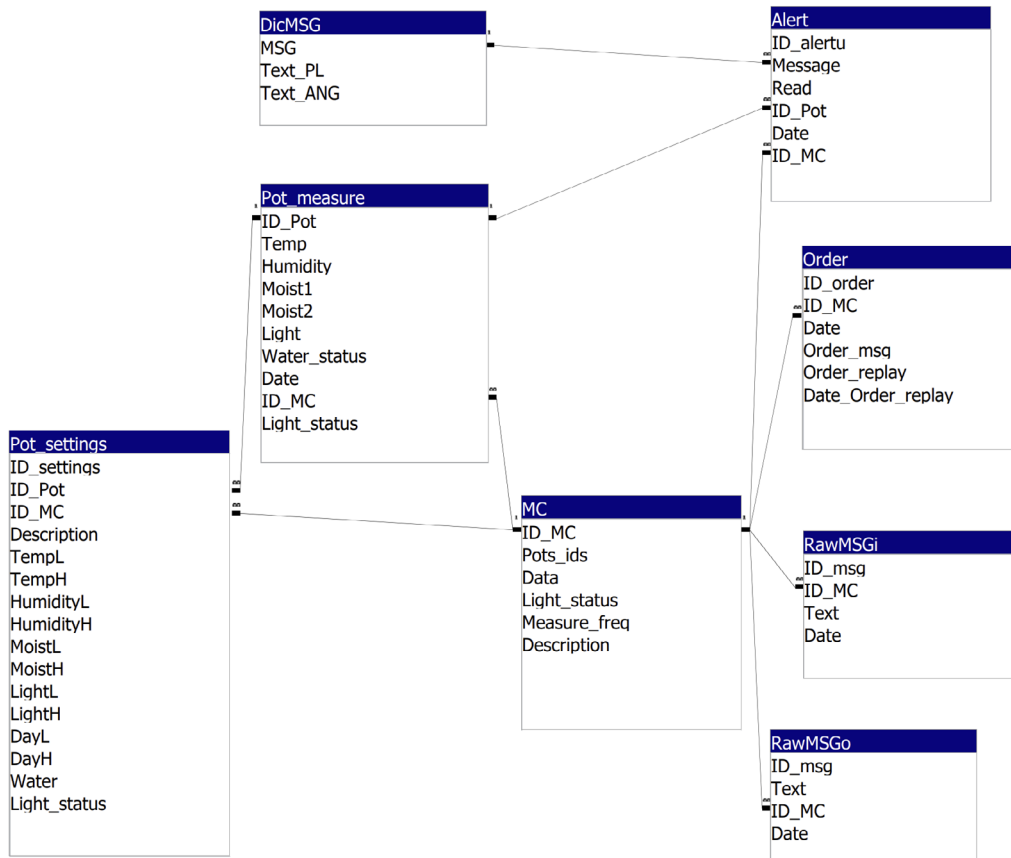 DicMSG
MSG
Text_PL
Text_ANG
Alert
ID_alertu
Message
Read
ID_Pot
Date
ID_MC
Pot_measure
ID_Pot
Temp
Humidity
Moist1
Moist2
Light
Water_status
Date
ID_MC
Light_status
Order
ID_order
ID_MC
Date
Order_msg
Order_replay
Date_Order_replay
Pot_settings
ID_settings
ID_Pot
ID_MC
Description
TempL
TempH
HumidityL
HumidityH
MoistL
MoistH
LightL
LightH
DayL
DayH
Water
Light_status
MC
ID_MC
Pots_ids
Data
Light_status
Measure_freq
Description
RawMSGi
ID_msg
ID_MC
Text
Date
RawMSGo
ID_msg
Text
ID_MC
Date